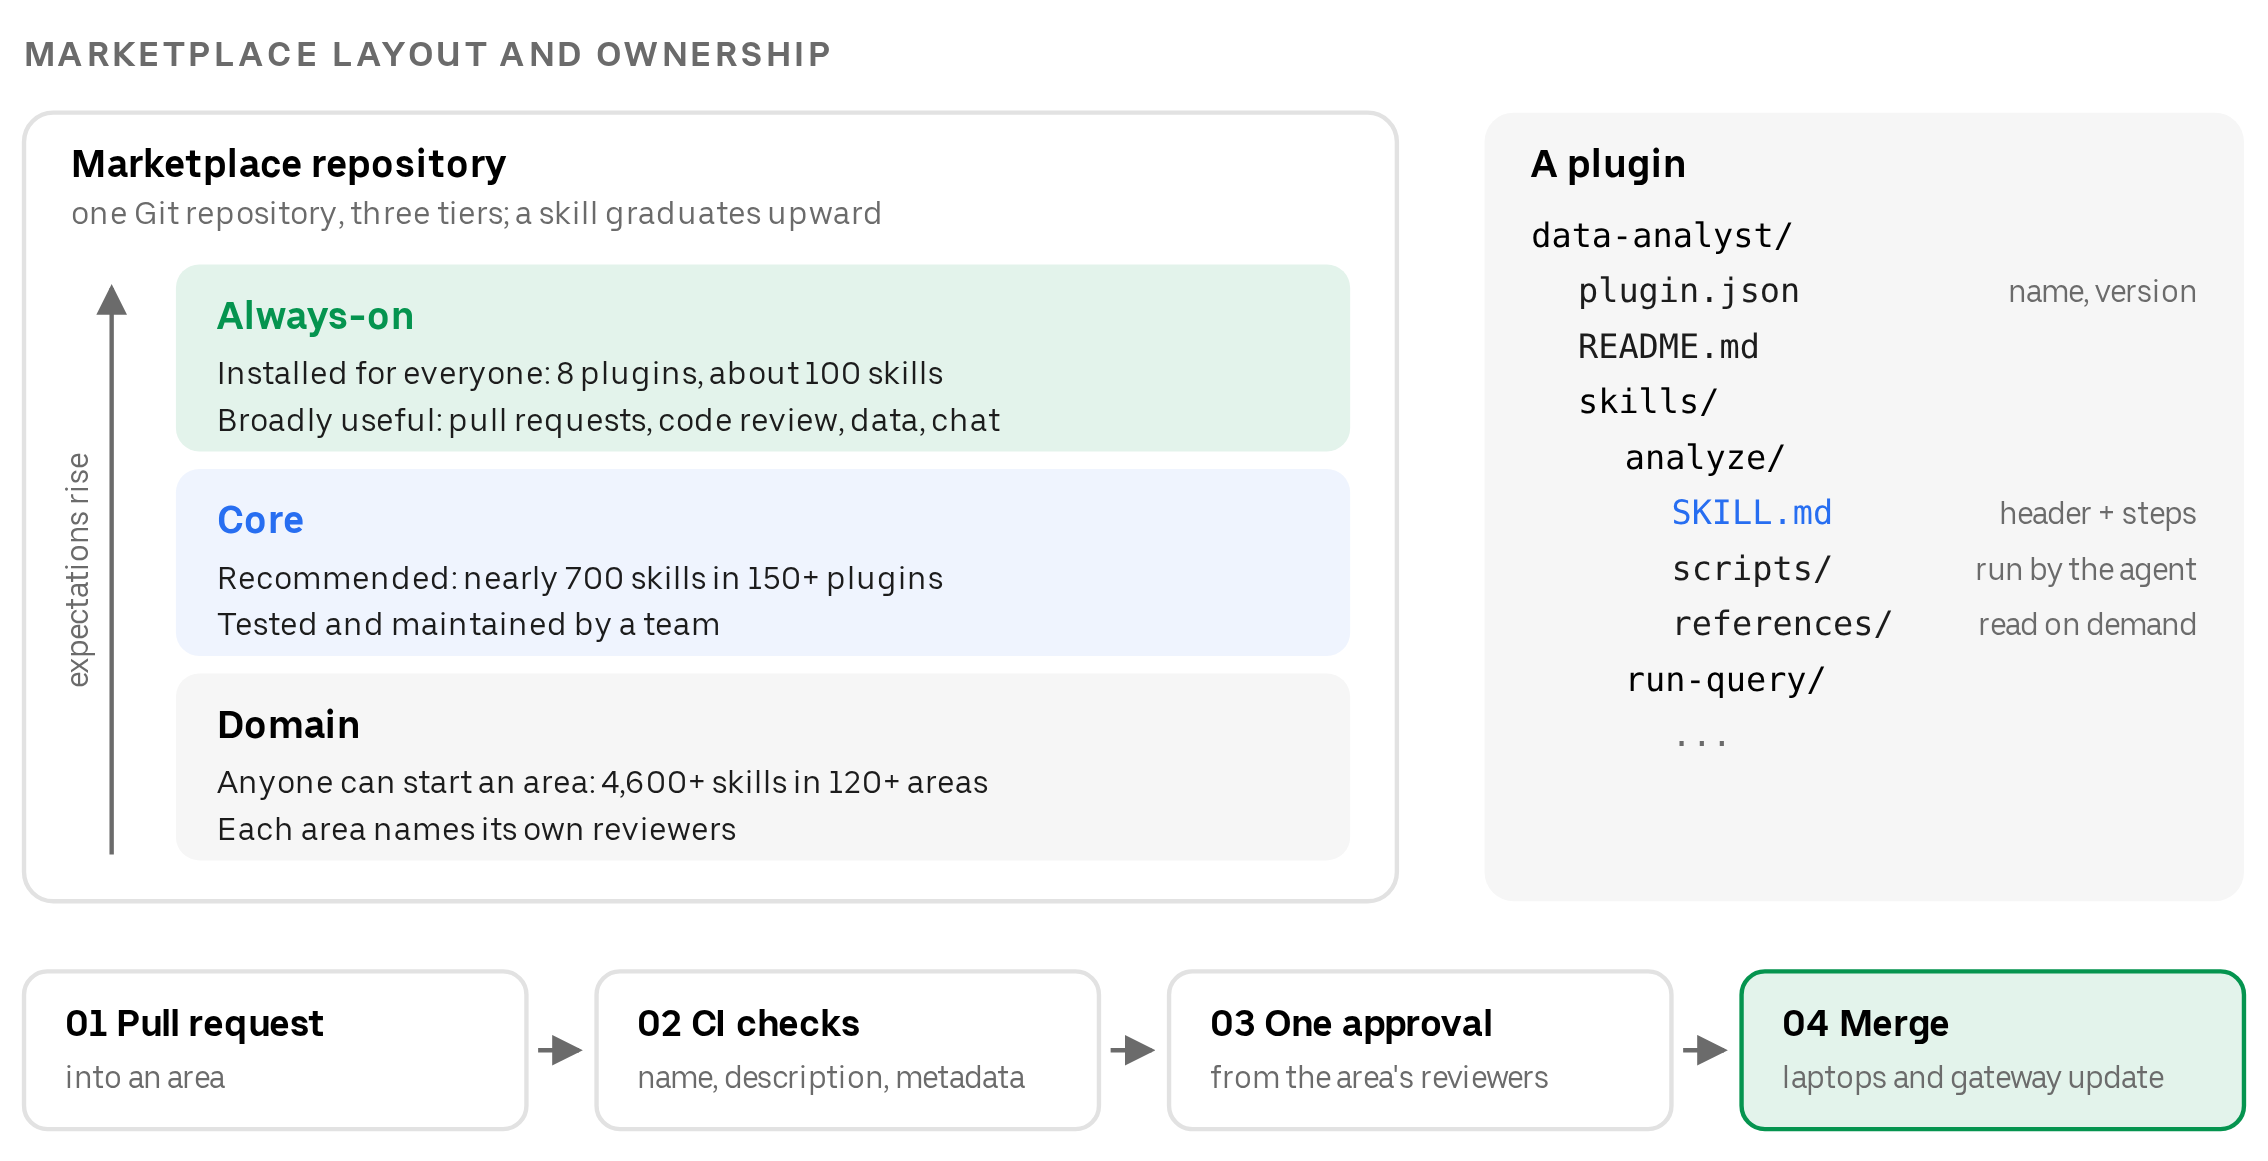 MARKETPLACE LAYOUT AND OWNERSHIP
Marketplace repository
one Git repository, three tiers; a skill graduates upward
expectations rise
Always-on
Installed for everyone: 8 plugins, about 100 skills
Broadly useful: pull requests, code review, data, chat
Core
Recommended: nearly 700 skills in 150+ plugins
Tested and maintained by a team
Domain
Anyone can start an area: 4,600+ skills in 120+ areas
Each area names its own reviewers
A plugin
data-analyst/
plugin.json name, version
README.md
skills/
analyze/
SKILL.md header + steps
scripts/ run by the agent
references/ read on demand
run-query/
...
01 Pull request
into an area
02 CI checks
name, description, metadata
03 One approval
from the area's reviewers
04 Merge
laptops and gateway update